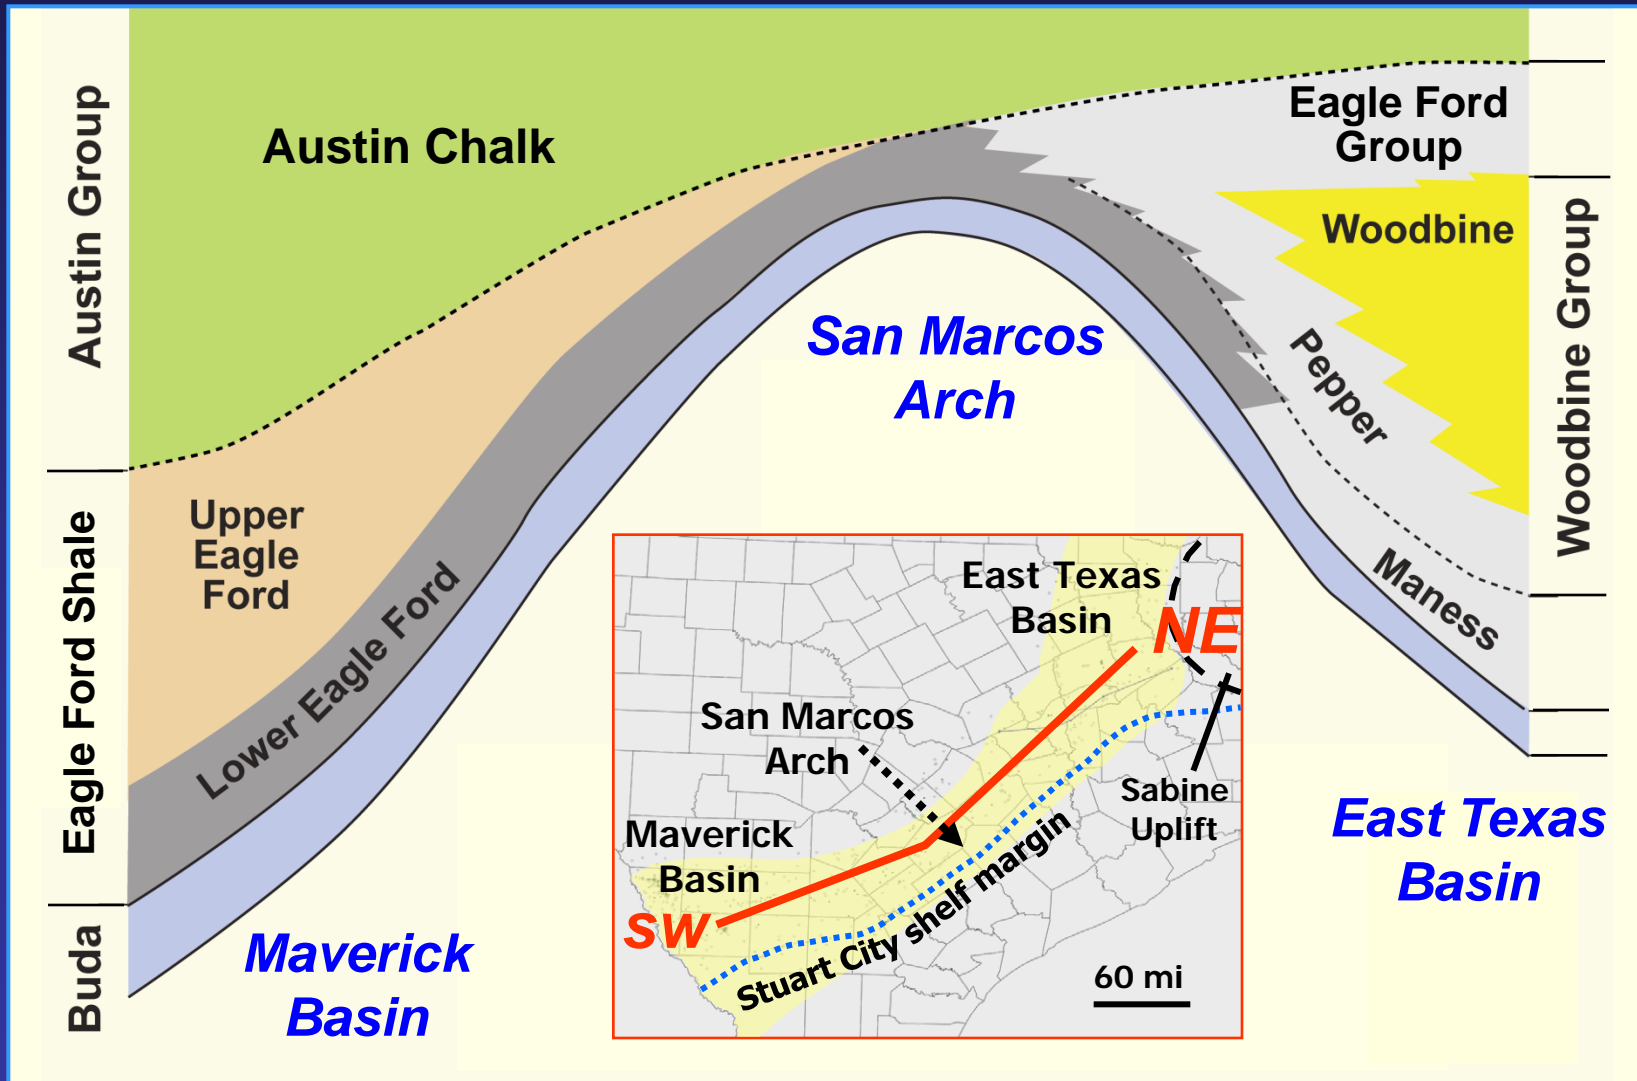 Austin Group
Eagle Ford Shale
Buda
Austin Chalk
Upper
Eagle
Ford
Lower Eagle Ford
Maverick
Basin
San Marcos
Arch
Eagle Ford
Group
Woodbine
Pepper
Maness
Woodbine Group
East Texas
Basin
East Texas
Basin
NE
San Marcos
Arch
Sabine
Uplift
Maverick
Basin
SW
Stuart City shelf margin
60 mi